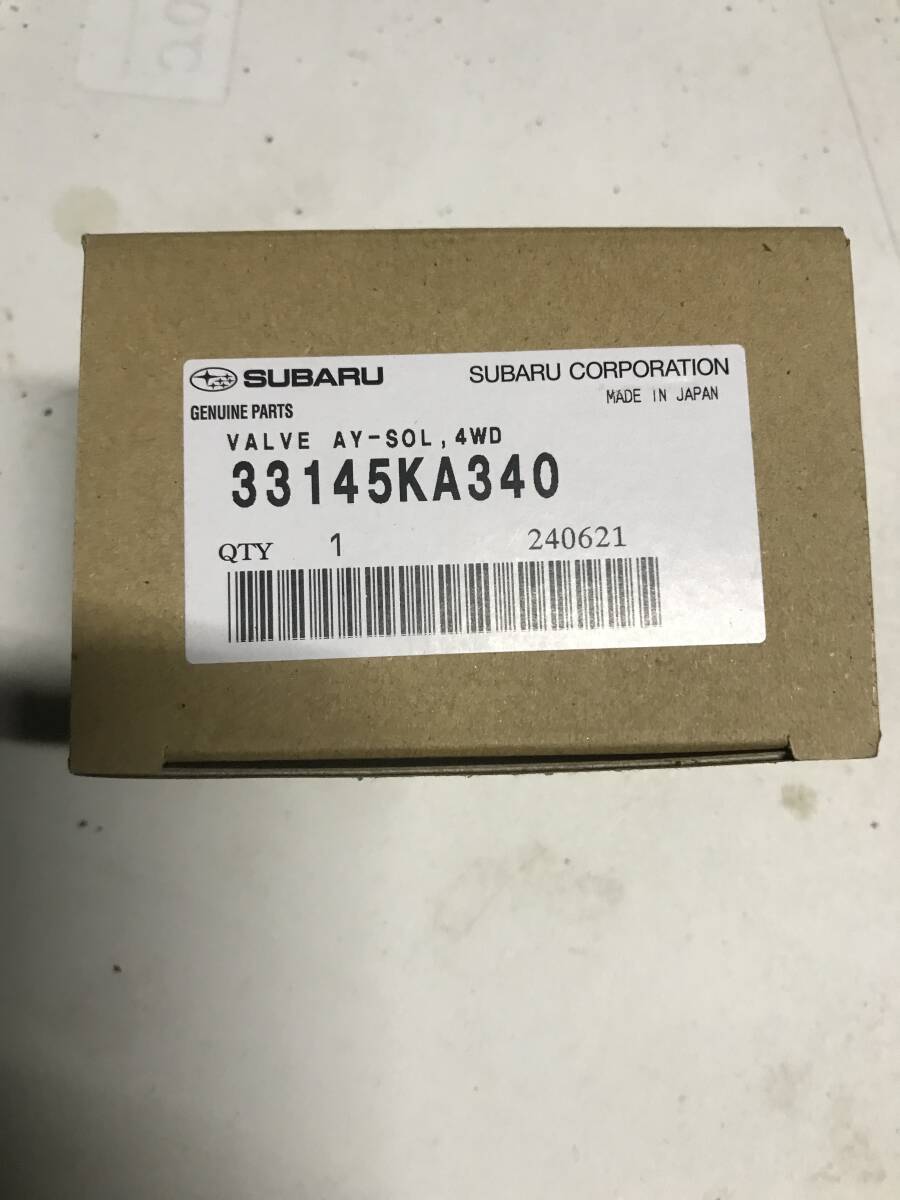 SUBARU SUBARU CORPORATION
GENUINE PARTS MADE IN JAPAN
VALVE AY-SOL,4WD
33145KA340
QTY 1 240621